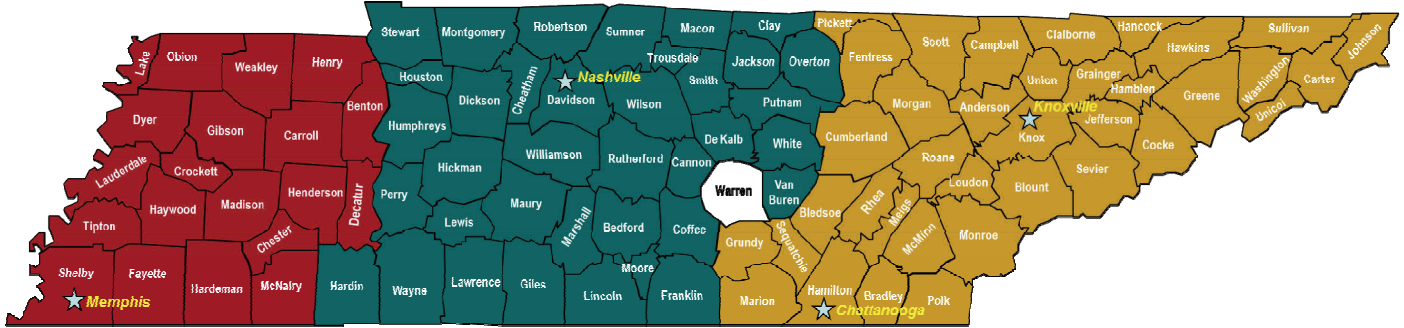 Lake
Obion
Weakley
Henry
Benton
Dyer
Gibson
Carroll
Lauderdale
Crockett
Tipton
Haywood
Madison
Henderson
Decatur
Chester
Shelby
Fayette
Hardeman
McNairy
Memphis
Stewart
Montgomery
Robertson
Sumner
Macon
Clay
Houston
Cheatham
Nashville
Trousdale
Jackson
Overton
Dickson
Davidson
Wilson
Smith
Humphreys
Putnam
De Kalb
White
Hickman
Williamson
Rutherford
Cannon
Perry
Warren
Van
Buren
Lewis
Maury
Marshall
Bedford
Coffee
Moore
Hardin
Wayne
Lawrence
Giles
Lincoln
Franklin
Pickett
Fentress
Scott
Campbell
Claiborne
Hancock
Hawkins
Sullivan
Johnson
Union
Grainger
Hamblen
Greene
Washington
Carter
Unicoi
Morgan
Anderson
Knoxville
Knox
Jefferson
Cocke
Cumberland
Roane
Loudon
Blount
Sevier
Bledsoe
Rhea
Meigs
McMinn
Monroe
Grundy
Sequatchie
Marion
Hamilton
Bradley
Polk
Chattanooga